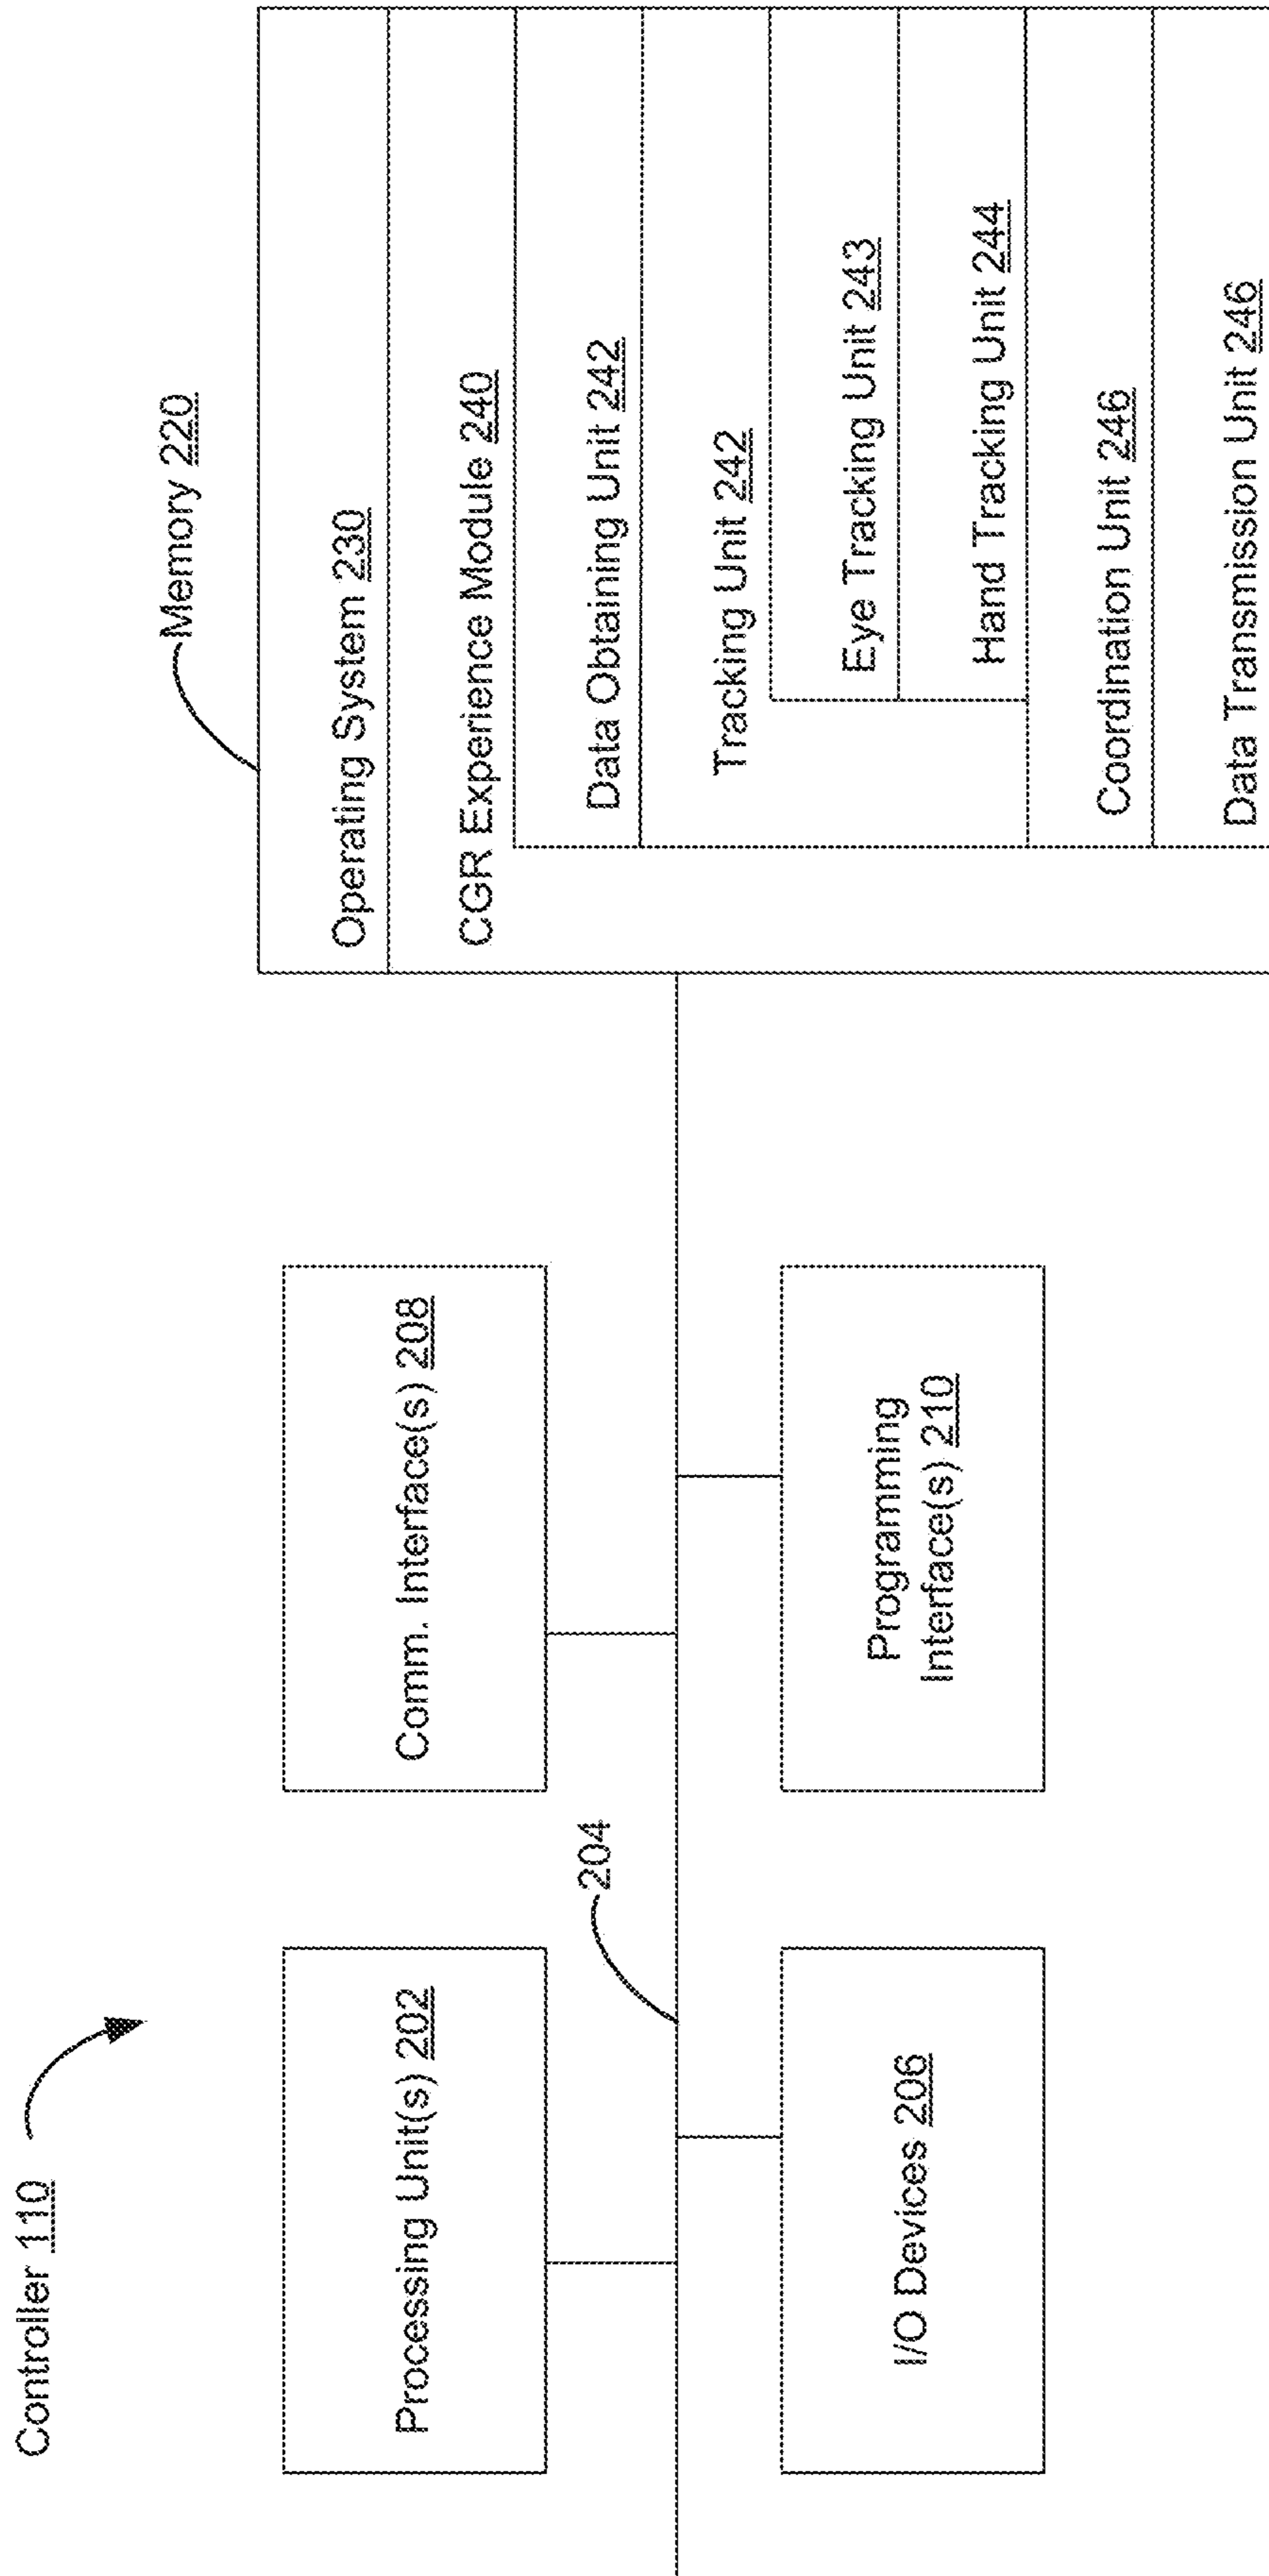 Controller 110
Processing Unit(s) 202
Comm. Interface(s) 208
204
I/O Devices 206
Programming
Interface(s) 210
Memory 220
Operating System 230
CGR Experience Module 240
Data Obtaining Unit 242
Tracking Unit 242
Eye Tracking Unit 243
Hand Tracking Unit 244
Coordination Unit 246
Data Transmission Unit 246